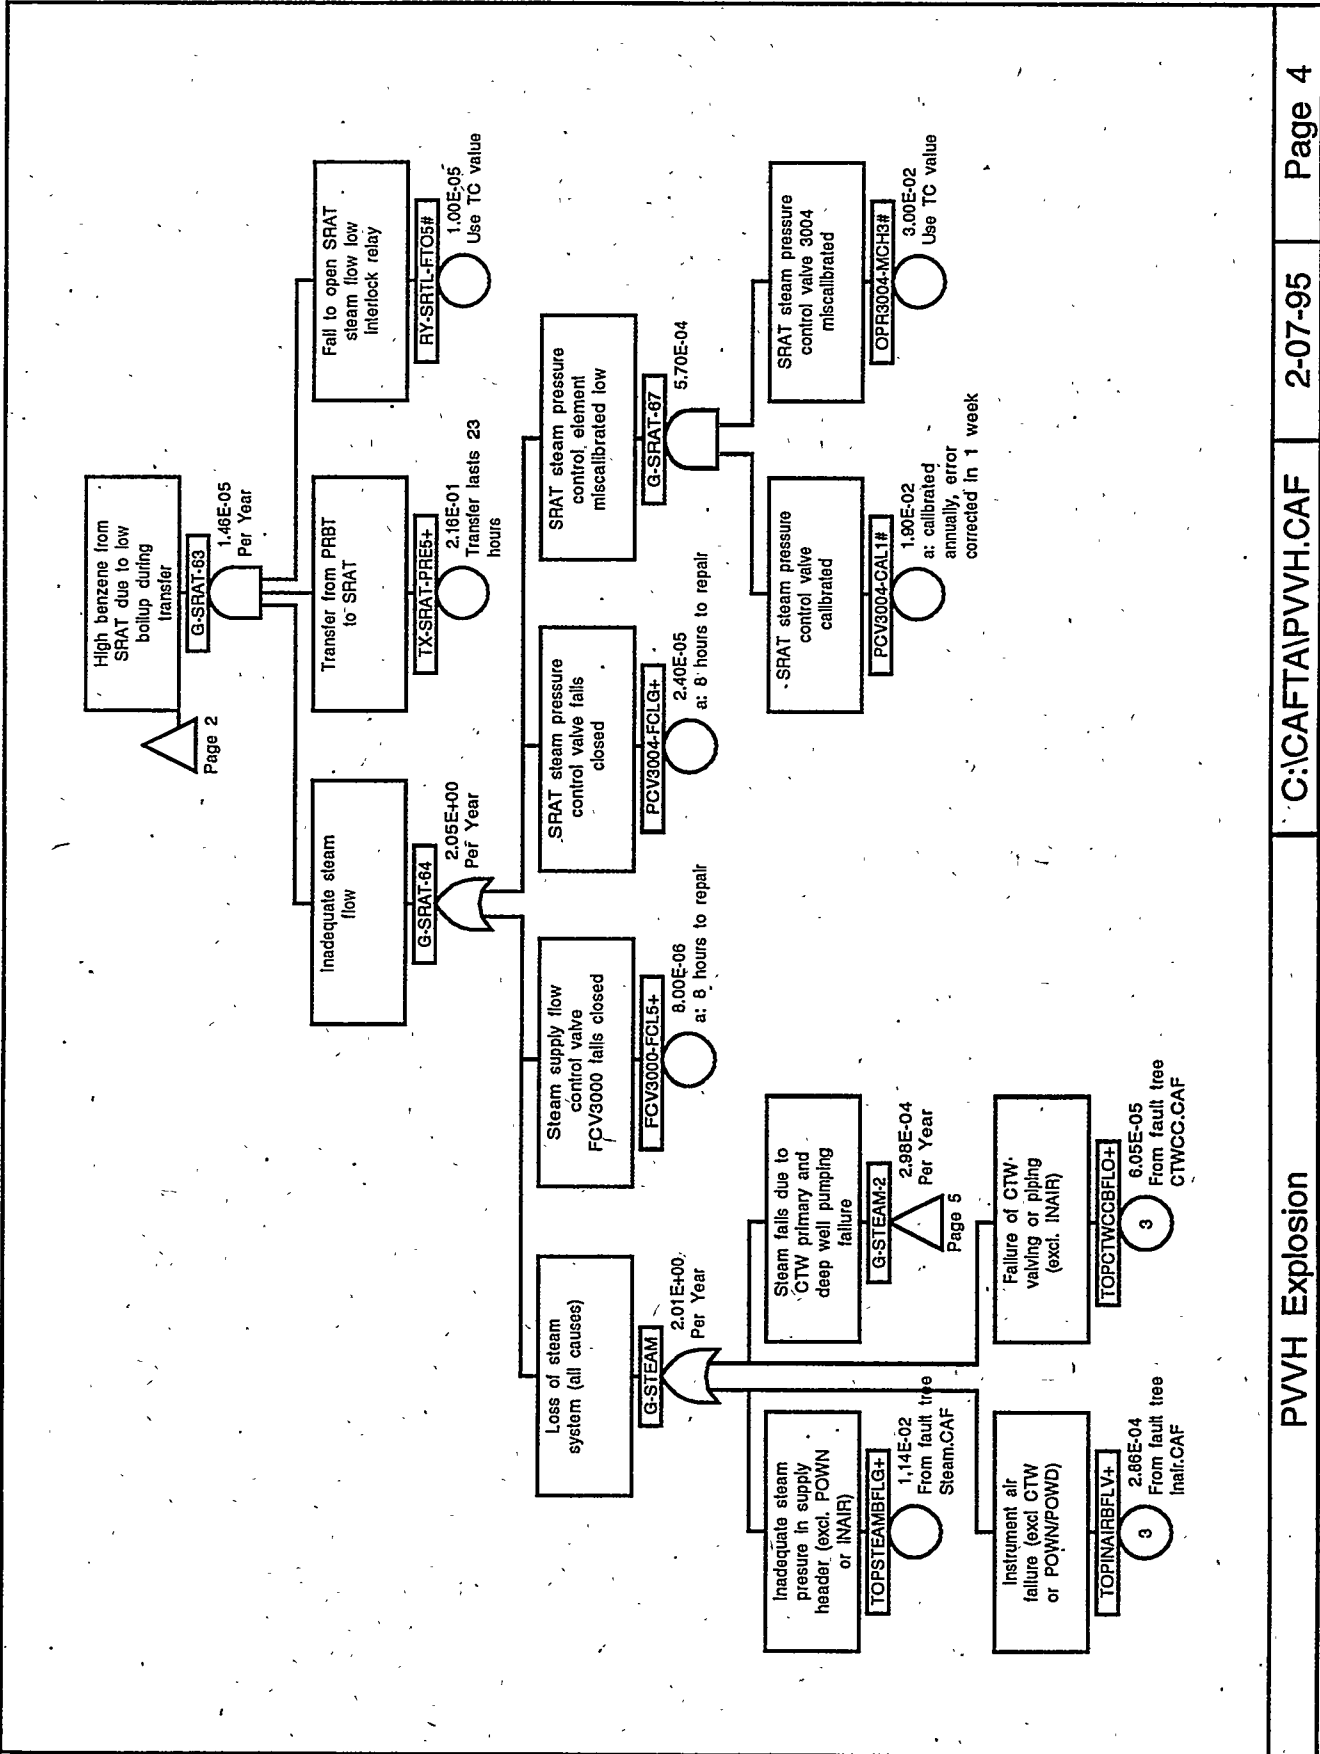 High benzene from
SRAT due to low
boilup during
transfer
G-SRAT-63
1.46E-05
Per Year
Page 2
Inadequate steam
flow
G-SRAT-64
2.05E+00
Per Year
Transfer from PRBT
to SRAT
TX-SRAT-PRE5+
2.16E-01
Transfer lasts 23
hours
Fail to open SRAT
steam flow low
interlock relay
RY-SRTL-FTO5#
1.00E-05
Use TC value
Loss of steam
system (all causes)
G-STEAM
2.01E+00
Per Year
Steam supply flow
control valve
FCV3000 fails closed
FCV3000-FCL5+
8.00E-06
a: 8 hours to repair
SRAT steam pressure
control valve fails
closed
PCV3004-FCLG+
2.40E-05
a: 8 hours to repair
SRAT steam pressure
control element
miscalibrated low
G-SRAT-67
5.70E-04
Inadequate steam
presure in supply
header (excl. POWN
or INAIR)
TOPSTEAMBFLG+
1.14E-02
From fault tree
Steam.CAF
Steam fails due to
CTW primary and
deep well pumping
failure
G-STEAM-2
2.98E-04
Per Year
Page 5
SRAT steam pressure
control valve
calibrated
PCV3004-CAL1#
1.90E-02
a: calibrated
annually, error
corrected in 1 week
SRAT steam pressure
control valve 3004
miscalibrated
OPR3004-MCH3#
3.00E-02
Use TC value
Instrument air
failure (excl CTW
or POWN/POWD)
TOPINAIRBFLV+
3
2.86E-04
From fault tree
Inair.CAF
Failure of CTW
valving or piping
(excl. INAIR)
TOPCTWCCBFLO+
3
6.05E-05
From fault tree
CTWCC.CAF
PVVH Explosion
C:\CAFTA\PVVH.CAF
2-07-95
Page 4